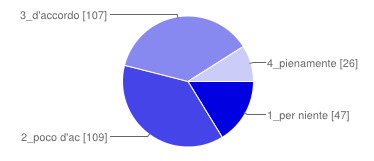 3_d'accordo [107]
4_pienamente [26]
1_per niente [47]
2_poco d'ac [109]